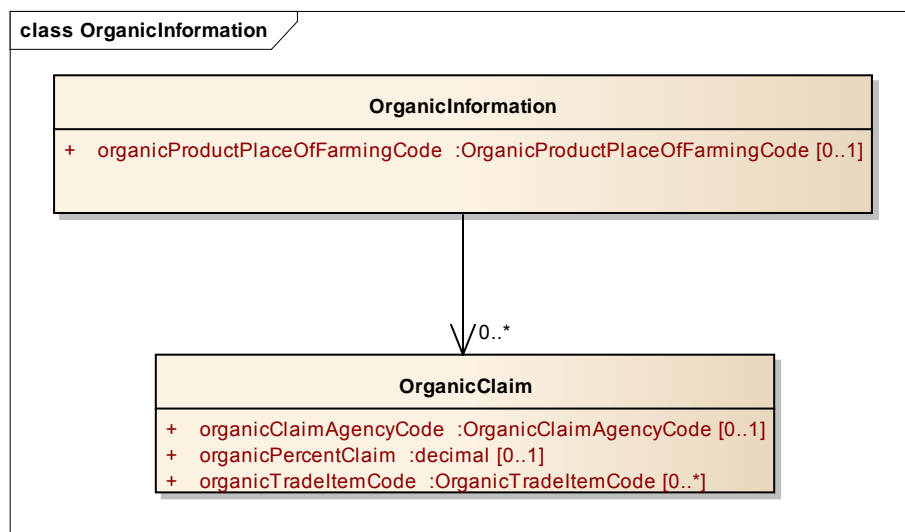 class OrganicInformation
OrganicInformation
+ organicProductPlaceOfFarmingCode :OrganicProductPlaceOfFarmingCode [0..1]
0..*
OrganicClaim
+ organicClaimAgencyCode :OrganicClaimAgencyCode [0..1]
+ organicPercentClaim :decimal [0..1]
+ organicTradeItemCode :OrganicTradeItemCode [0..*]